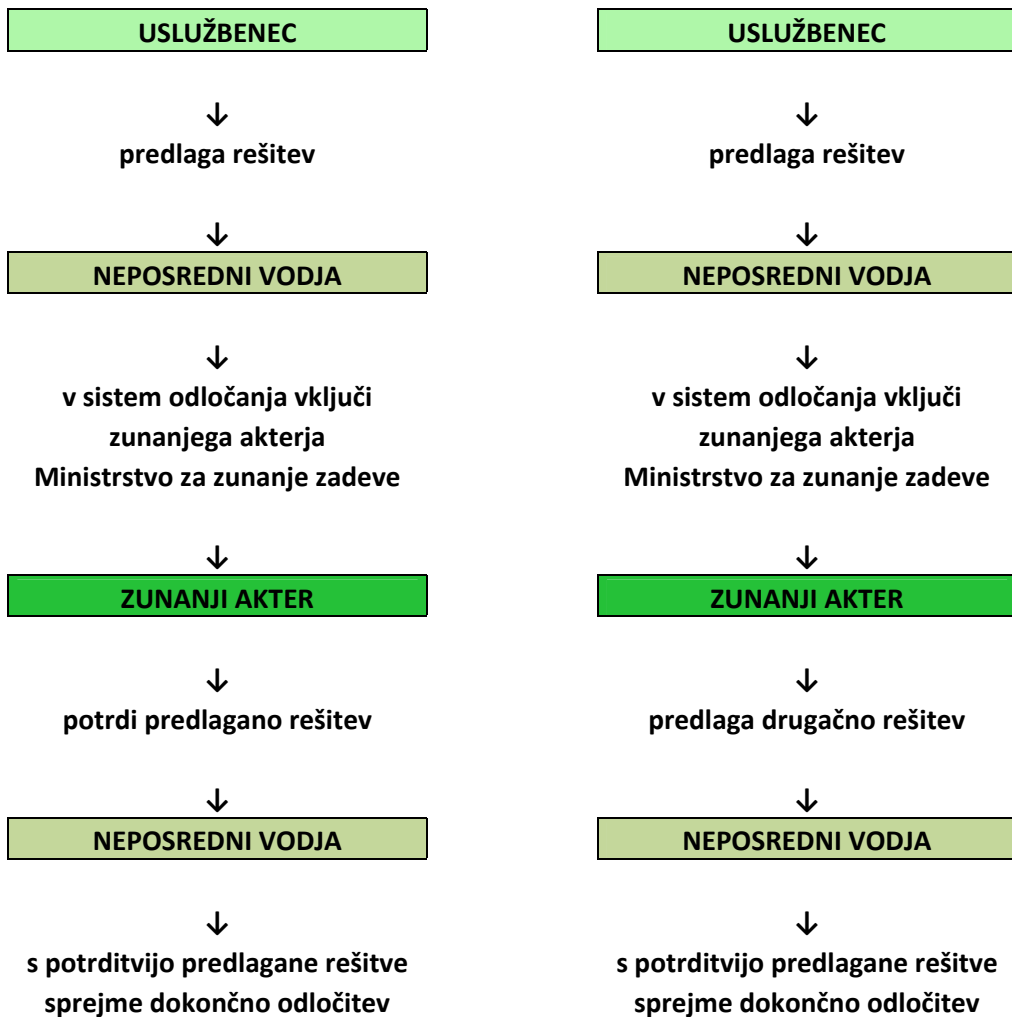 USLUŽBENEC
↓
predlaga rešitev
↓
NEPOSREDNI VODJA
↓
v sistem odločanja vključi
zunanjega akterja
Ministrstvo za zunanje zadeve
↓
ZUNANJI AKTER
↓
potrdi predlagano rešitev
↓
NEPOSREDNI VODJA
↓
s potrditvijo predlagane rešitve
sprejme dokončno odločitev
USLUŽBENEC
↓
predlaga rešitev
↓
NEPOSREDNI VODJA
↓
v sistem odločanja vključi
zunanjega akterja
Ministrstvo za zunanje zadeve
↓
ZUNANJI AKTER
↓
predlaga drugačno rešitev
↓
NEPOSREDNI VODJA
↓
s potrditvijo predlagane rešitve
sprejme dokončno odločitev